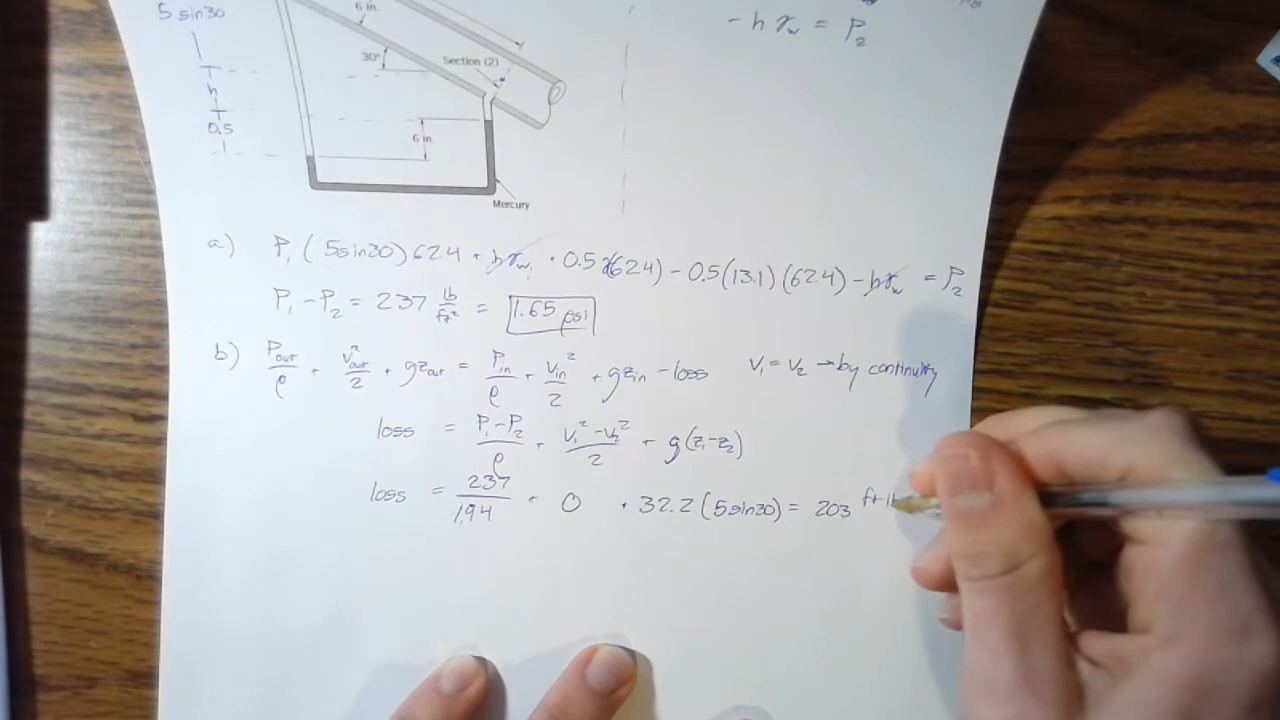 5 sin30
6 in.
- h γw = P2
30°
Section (2)
h
0.5
6 in.
Mercury
a) P1 (5sin30)62.4 + hγw + 0.5(62.4) - 0.5(13.1)(62.4) - hγw = P2
P1 - P2 = 237 lb/ft² = 1.65 psi
b) Pout/ρ + Vout²/2 + gzout = Pin/ρ + Vin²/2 + gzin - loss V1 = V2 → by continuity
loss = P1-P2/ρ + V1²-V2²/2 + g(z1-z2)
loss = 237/1.94 + 0 + 32.2(5sin30) = 203 ft·lb